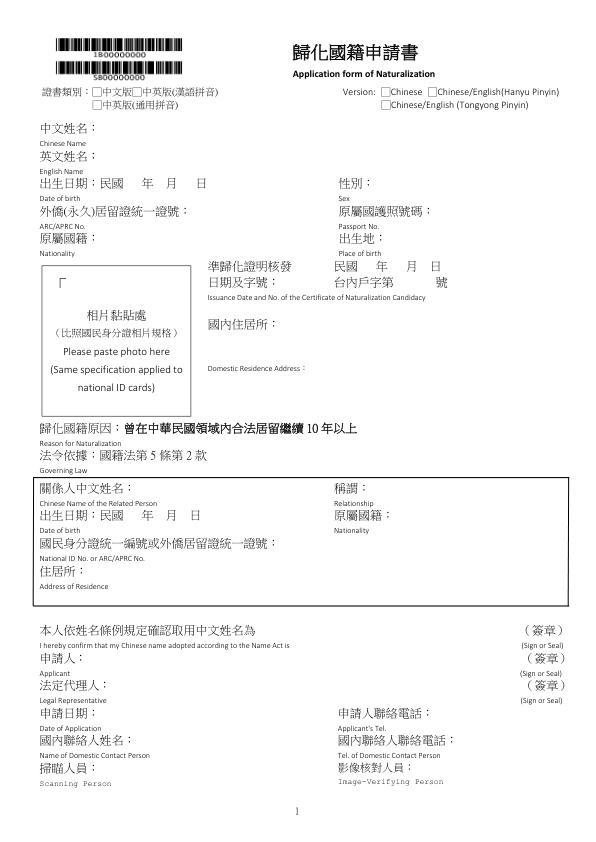 1B00000000
SB00000000
歸化國籍申請書
Application form of Naturalization
證書類別：□中文版□中英版(漢語拼音)
□中英版(通用拼音)
Version: □Chinese □Chinese/English(Hanyu Pinyin)
□Chinese/English (Tongyong Pinyin)
中文姓名：
Chinese Name
英文姓名：
English Name
出生日期：民國 年 月 日 性別：
Date of birth Sex
外僑(永久)居留證統一證號： 原屬國護照號碼：
ARC/APRC No. Passport No.
原屬國籍： 出生地：
Nationality Place of birth
相片黏貼處
（比照國民身分證相片規格）
Please paste photo here
(Same specification applied to
national ID cards)
準歸化證明核發 民國 年 月 日
日期及字號： 台內戶字第 號
Issuance Date and No. of the Certificate of Naturalization Candidacy
國內住居所：
Domestic Residence Address：
歸化國籍原因：曾在中華民國領域內合法居留繼續 10 年以上
Reason for Naturalization
法令依據：國籍法第 5 條第 2 款
Governing Law
關係人中文姓名： 稱謂：
Chinese Name of the Related Person Relationship
出生日期：民國 年 月 日 原屬國籍：
Date of birth Nationality
國民身分證統一編號或外僑居留證統一證號：
National ID No. or ARC/APRC No.
住居所：
Address of Residence
本人依姓名條例規定確認取用中文姓名為 （簽章）
I hereby confirm that my Chinese name adopted according to the Name Act is (Sign or Seal)
申請人： （簽章）
Applicant (Sign or Seal)
法定代理人： （簽章）
Legal Representative (Sign or Seal)
申請日期： 申請人聯絡電話：
Date of Application Applicant's Tel.
國內聯絡人姓名： 國內聯絡人聯絡電話：
Name of Domestic Contact Person Tel. of Domestic Contact Person
掃瞄人員： 影像核對人員：
Scanning Person Image-Verifying Person
1